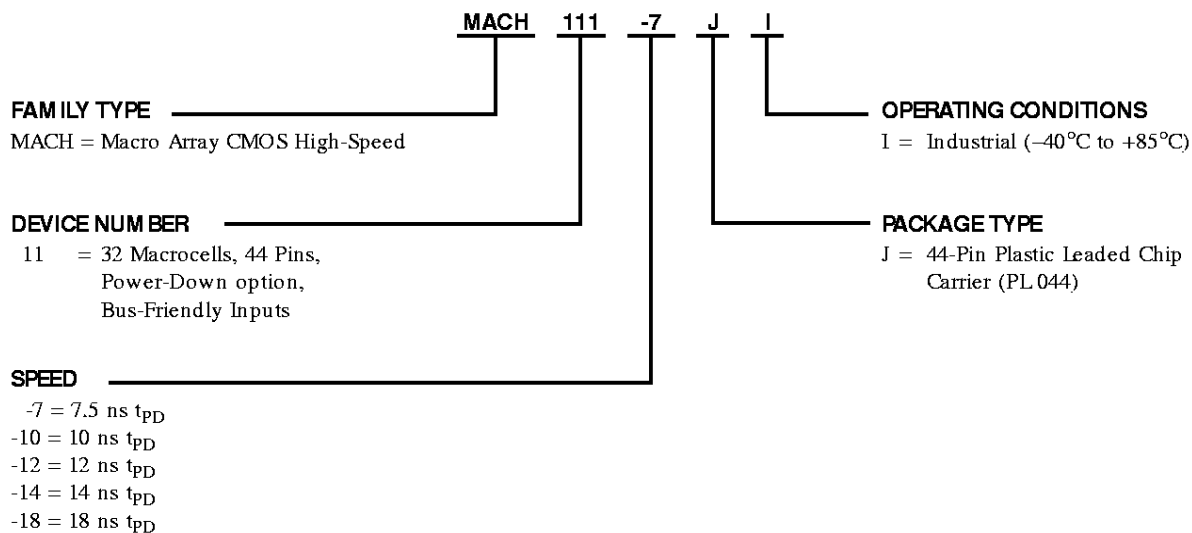 MACH 111 -7 J I
FAMILY TYPE
MACH = Macro Array CMOS High-Speed
OPERATING CONDITIONS
I = Industrial (–40°C to +85°C)
DEVICE NUMBER
11 = 32 Macrocells, 44 Pins,
Power-Down option,
Bus-Friendly Inputs
PACKAGE TYPE
J = 44-Pin Plastic Leaded Chip
Carrier (PL 044)
SPEED
-7 = 7.5 ns tPD
-10 = 10 ns tPD
-12 = 12 ns tPD
-14 = 14 ns tPD
-18 = 18 ns tPD